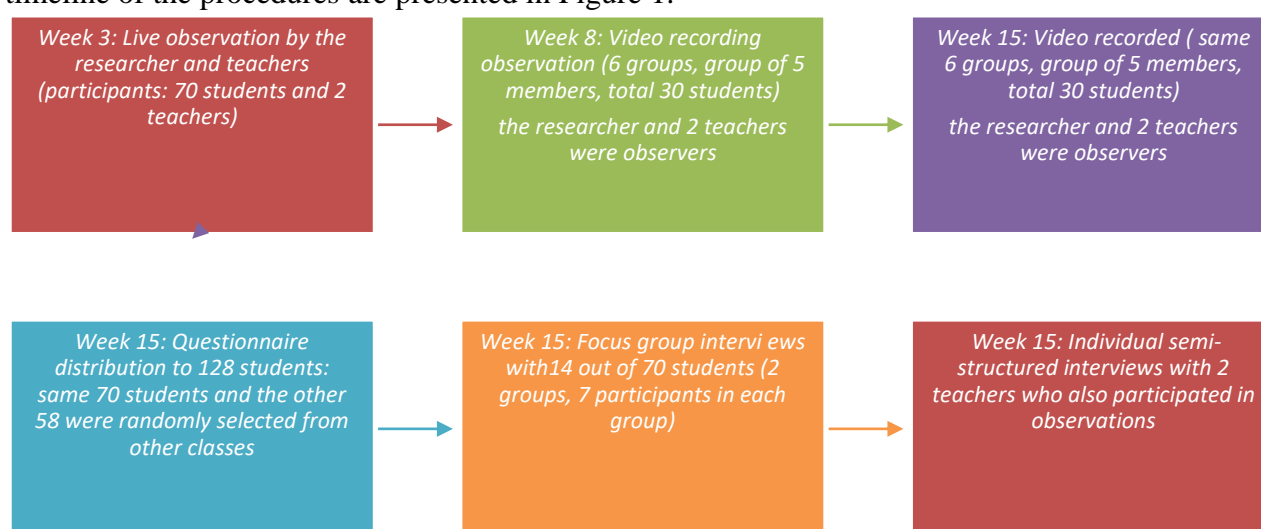 timeline of the procedures are presented in Figure 1.
Week 3: Live observation by the
researcher and teachers
(participants: 70 students and 2
teachers)
Week 8: Video recording
observation (6 groups, group of 5
members, total 30 students)
the researcher and 2 teachers
were observers
Week 15: Video recorded ( same
6 groups, group of 5 members,
total 30 students)
the researcher and 2 teachers
were observers
Week 15: Questionnaire
distribution to 128 students:
same 70 students and the other
58 were randomly selected from
other classes
Week 15: Focus group intervi ews
with14 out of 70 students (2
groups, 7 participants in each
group)
Week 15: Individual semi-
structured interviews with 2
teachers who also participated in
observations